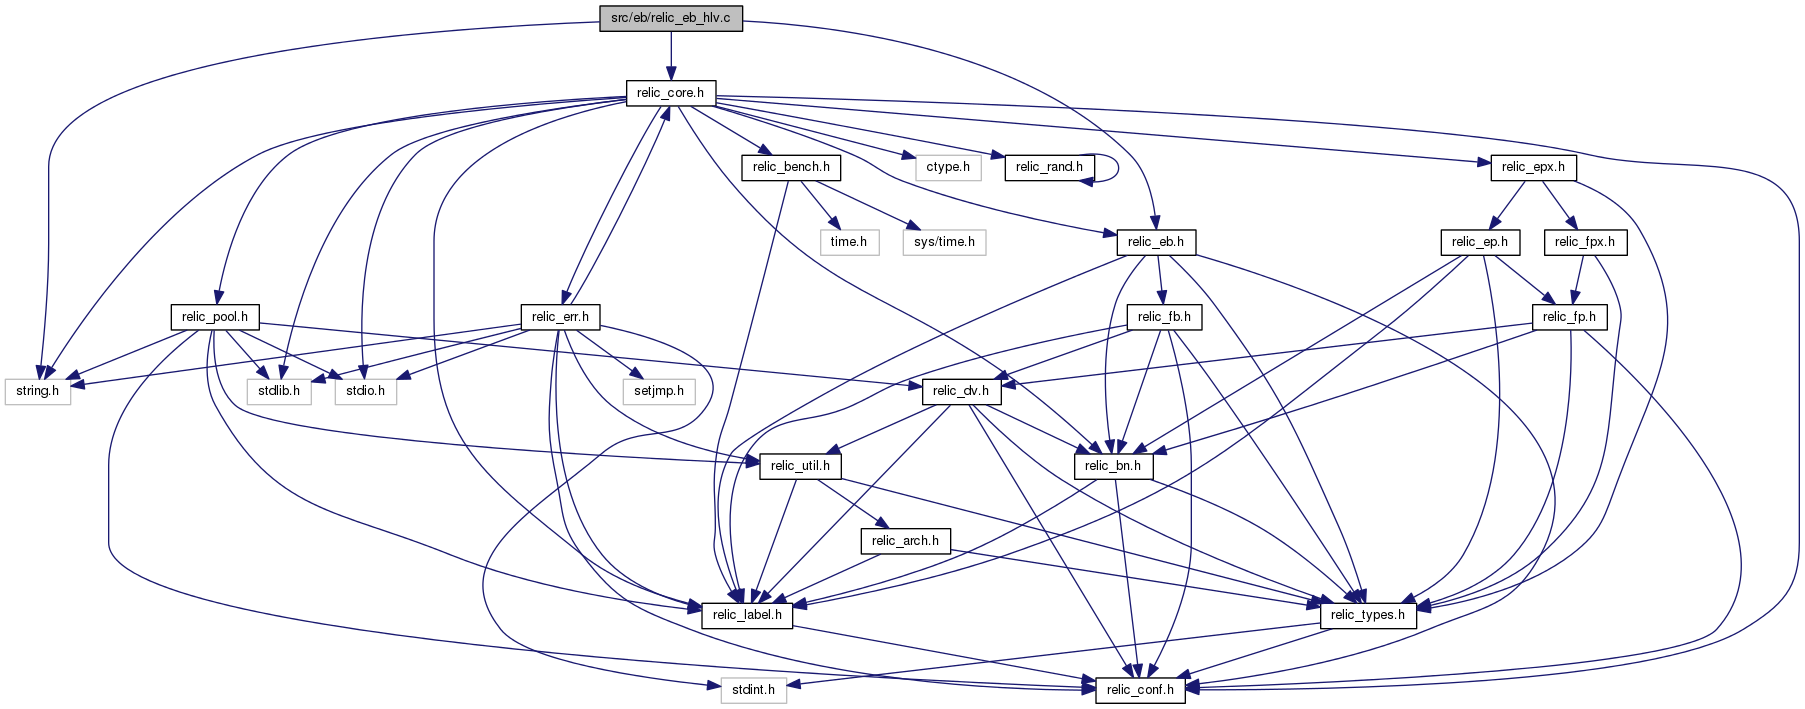 src/eb/relic_eb_hlv.c
relic_core.h
relic_bench.h
ctype.h
relic_rand.h
relic_epx.h
time.h
sys/time.h
relic_eb.h
relic_ep.h
relic_fpx.h
relic_pool.h
relic_err.h
relic_fb.h
relic_fp.h
string.h
stdlib.h
stdio.h
setjmp.h
relic_dv.h
relic_util.h
relic_bn.h
relic_arch.h
relic_label.h
relic_types.h
stdint.h
relic_conf.h